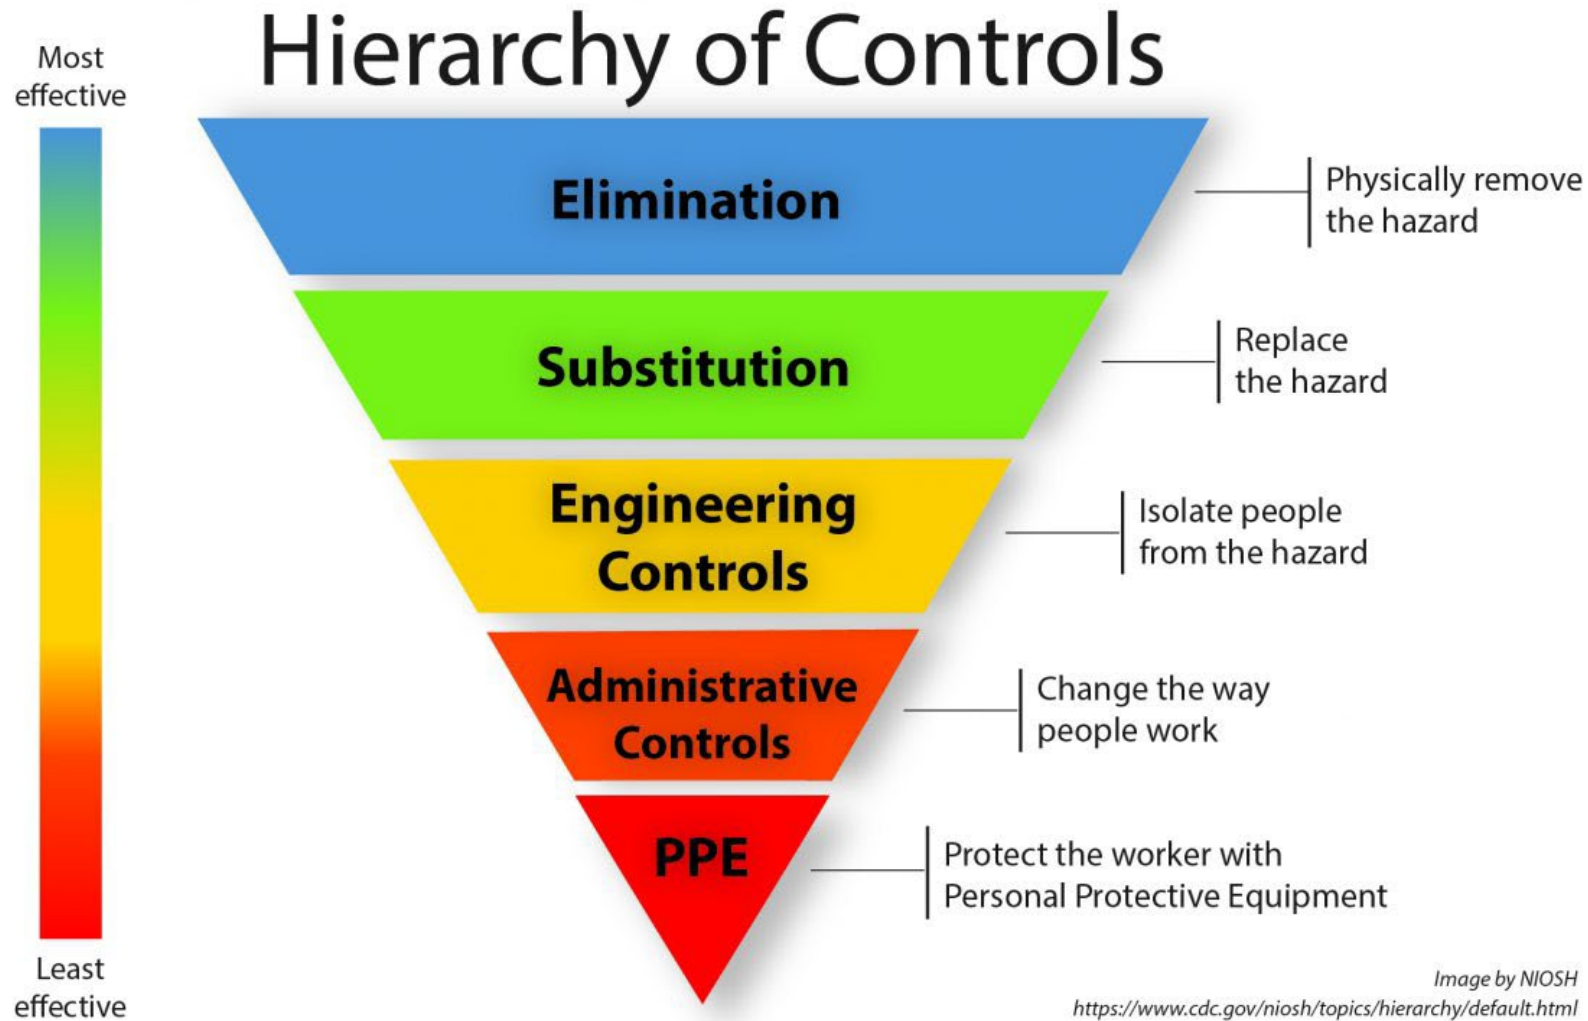 Hierarchy of Controls
Most
effective
Elimination
Physically remove
the hazard
Substitution
Replace
the hazard
Engineering
Controls
Isolate people
from the hazard
Administrative
Controls
Change the way
people work
PPE
Protect the worker with
Personal Protective Equipment
Least
effective
Image by NIOSH
https://www.cdc.gov/niosh/topics/hierarchy/default.html